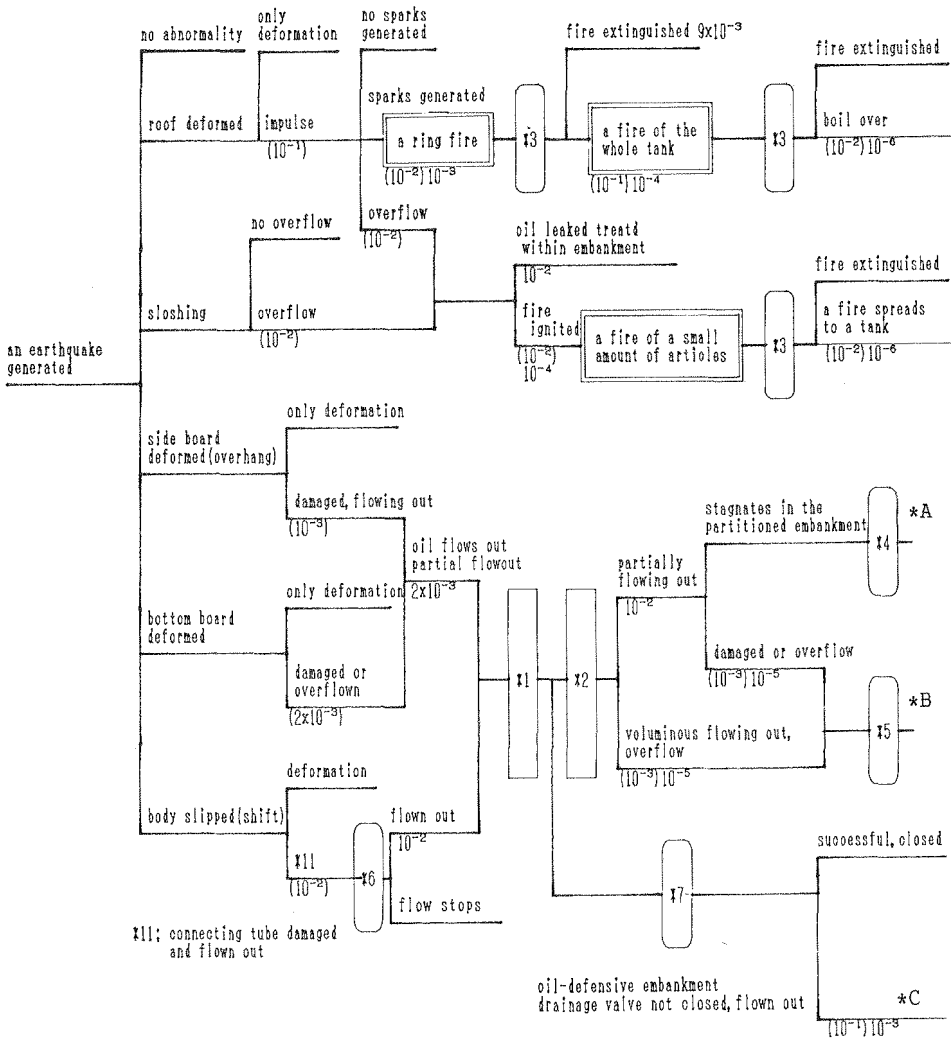 no abnormality
only
deformation
no sparks
generated
fire extinguished 9x10⁻³
fire extinguished
roof deformed
impulse
(10⁻¹)
sparks generated
a ring fire
(10⁻²)10⁻³
*3
a fire of the
whole tank
(10⁻¹)10⁻⁴
*3
boil over
(10⁻²)10⁻⁶
no overflow
overflow
(10⁻²)
oil leaked treatd
within embankment
10⁻²
fire extinguished
sloshing
overflow
(10⁻²)
fire
ignited
(10⁻²)
10⁻⁴
a fire of a small
amount of articles
*3
a fire spreads
to a tank
(10⁻²)10⁻⁶
an earthquake
generated
only deformation
side board
deformed(overhang)
damaged, flowing out
(10⁻³)
oil flows out
partial flowout
2x10⁻³
stagnates in the
partitioned embankment
*4
*A
only deformation
partially
flowing out
10⁻²
bottom board
deformed
damaged or
overflown
(2x10⁻³)
*1
*2
damaged or overflow
(10⁻³)10⁻⁵
voluminous flowing out,
overflow
(10⁻³)10⁻⁵
*5
*B
deformation
body slipped(shift)
*11
(10⁻²)
*6
flown out
10⁻²
flow stops
*7
successful, closed
*11; connecting tube damaged
and flown out
oil-defensive embankment
drainage valve not closed, flown out
*C
(10⁻¹)10⁻³